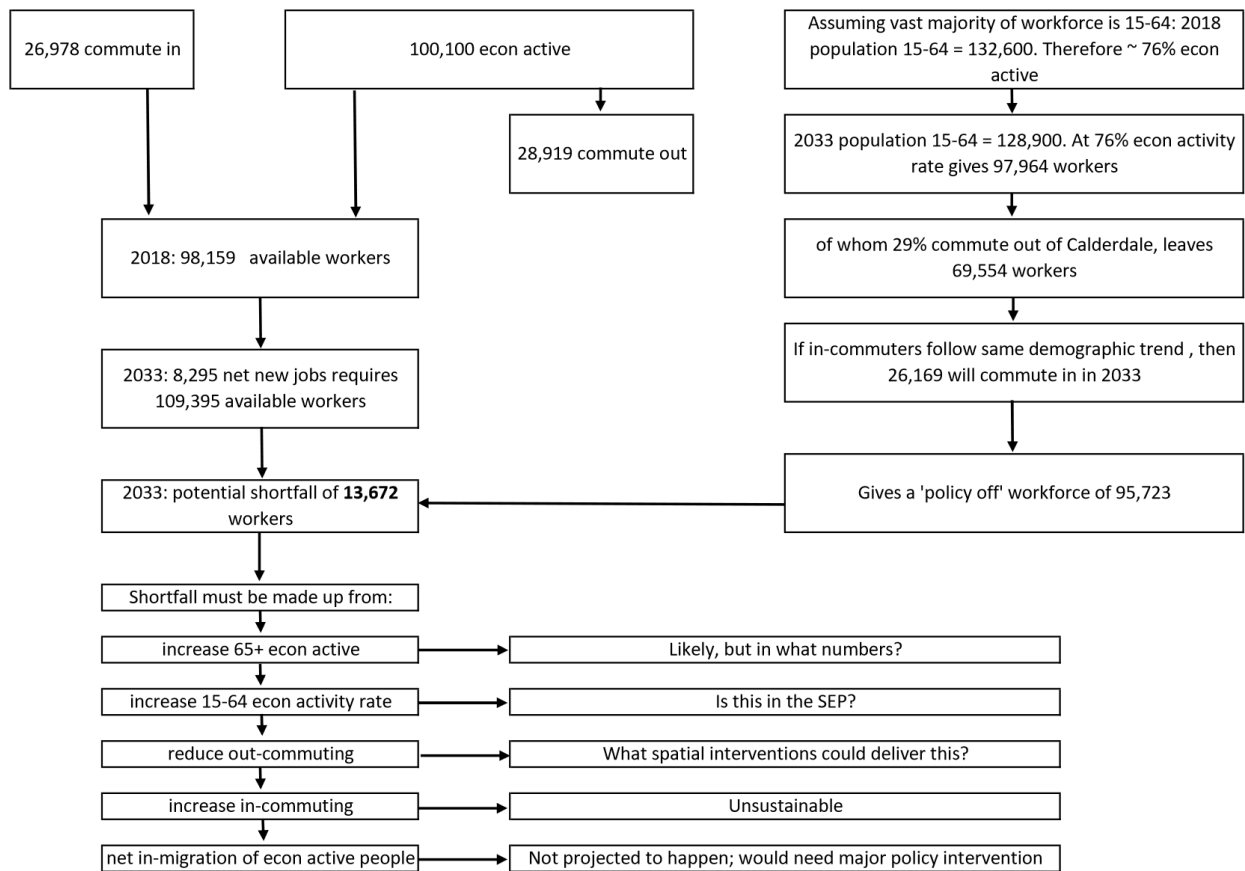 26,978 commute in
100,100 econ active
28,919 commute out
Assuming vast majority of workforce is 15-64: 2018
population 15-64 = 132,600. Therefore ~ 76% econ
active
2033 population 15-64 = 128,900. At 76% econ activity
rate gives 97,964 workers
2018: 98,159 available workers
of whom 29% commute out of Calderdale, leaves
69,554 workers
2033: 8,295 net new jobs requires
109,395 available workers
If in-commuters follow same demographic trend , then
26,169 will commute in in 2033
2033: potential shortfall of 13,672
workers
Gives a 'policy off' workforce of 95,723
Shortfall must be made up from:
increase 65+ econ active
Likely, but in what numbers?
increase 15-64 econ activity rate
Is this in the SEP?
reduce out-commuting
What spatial interventions could deliver this?
increase in-commuting
Unsustainable
net in-migration of econ active people
Not projected to happen; would need major policy intervention